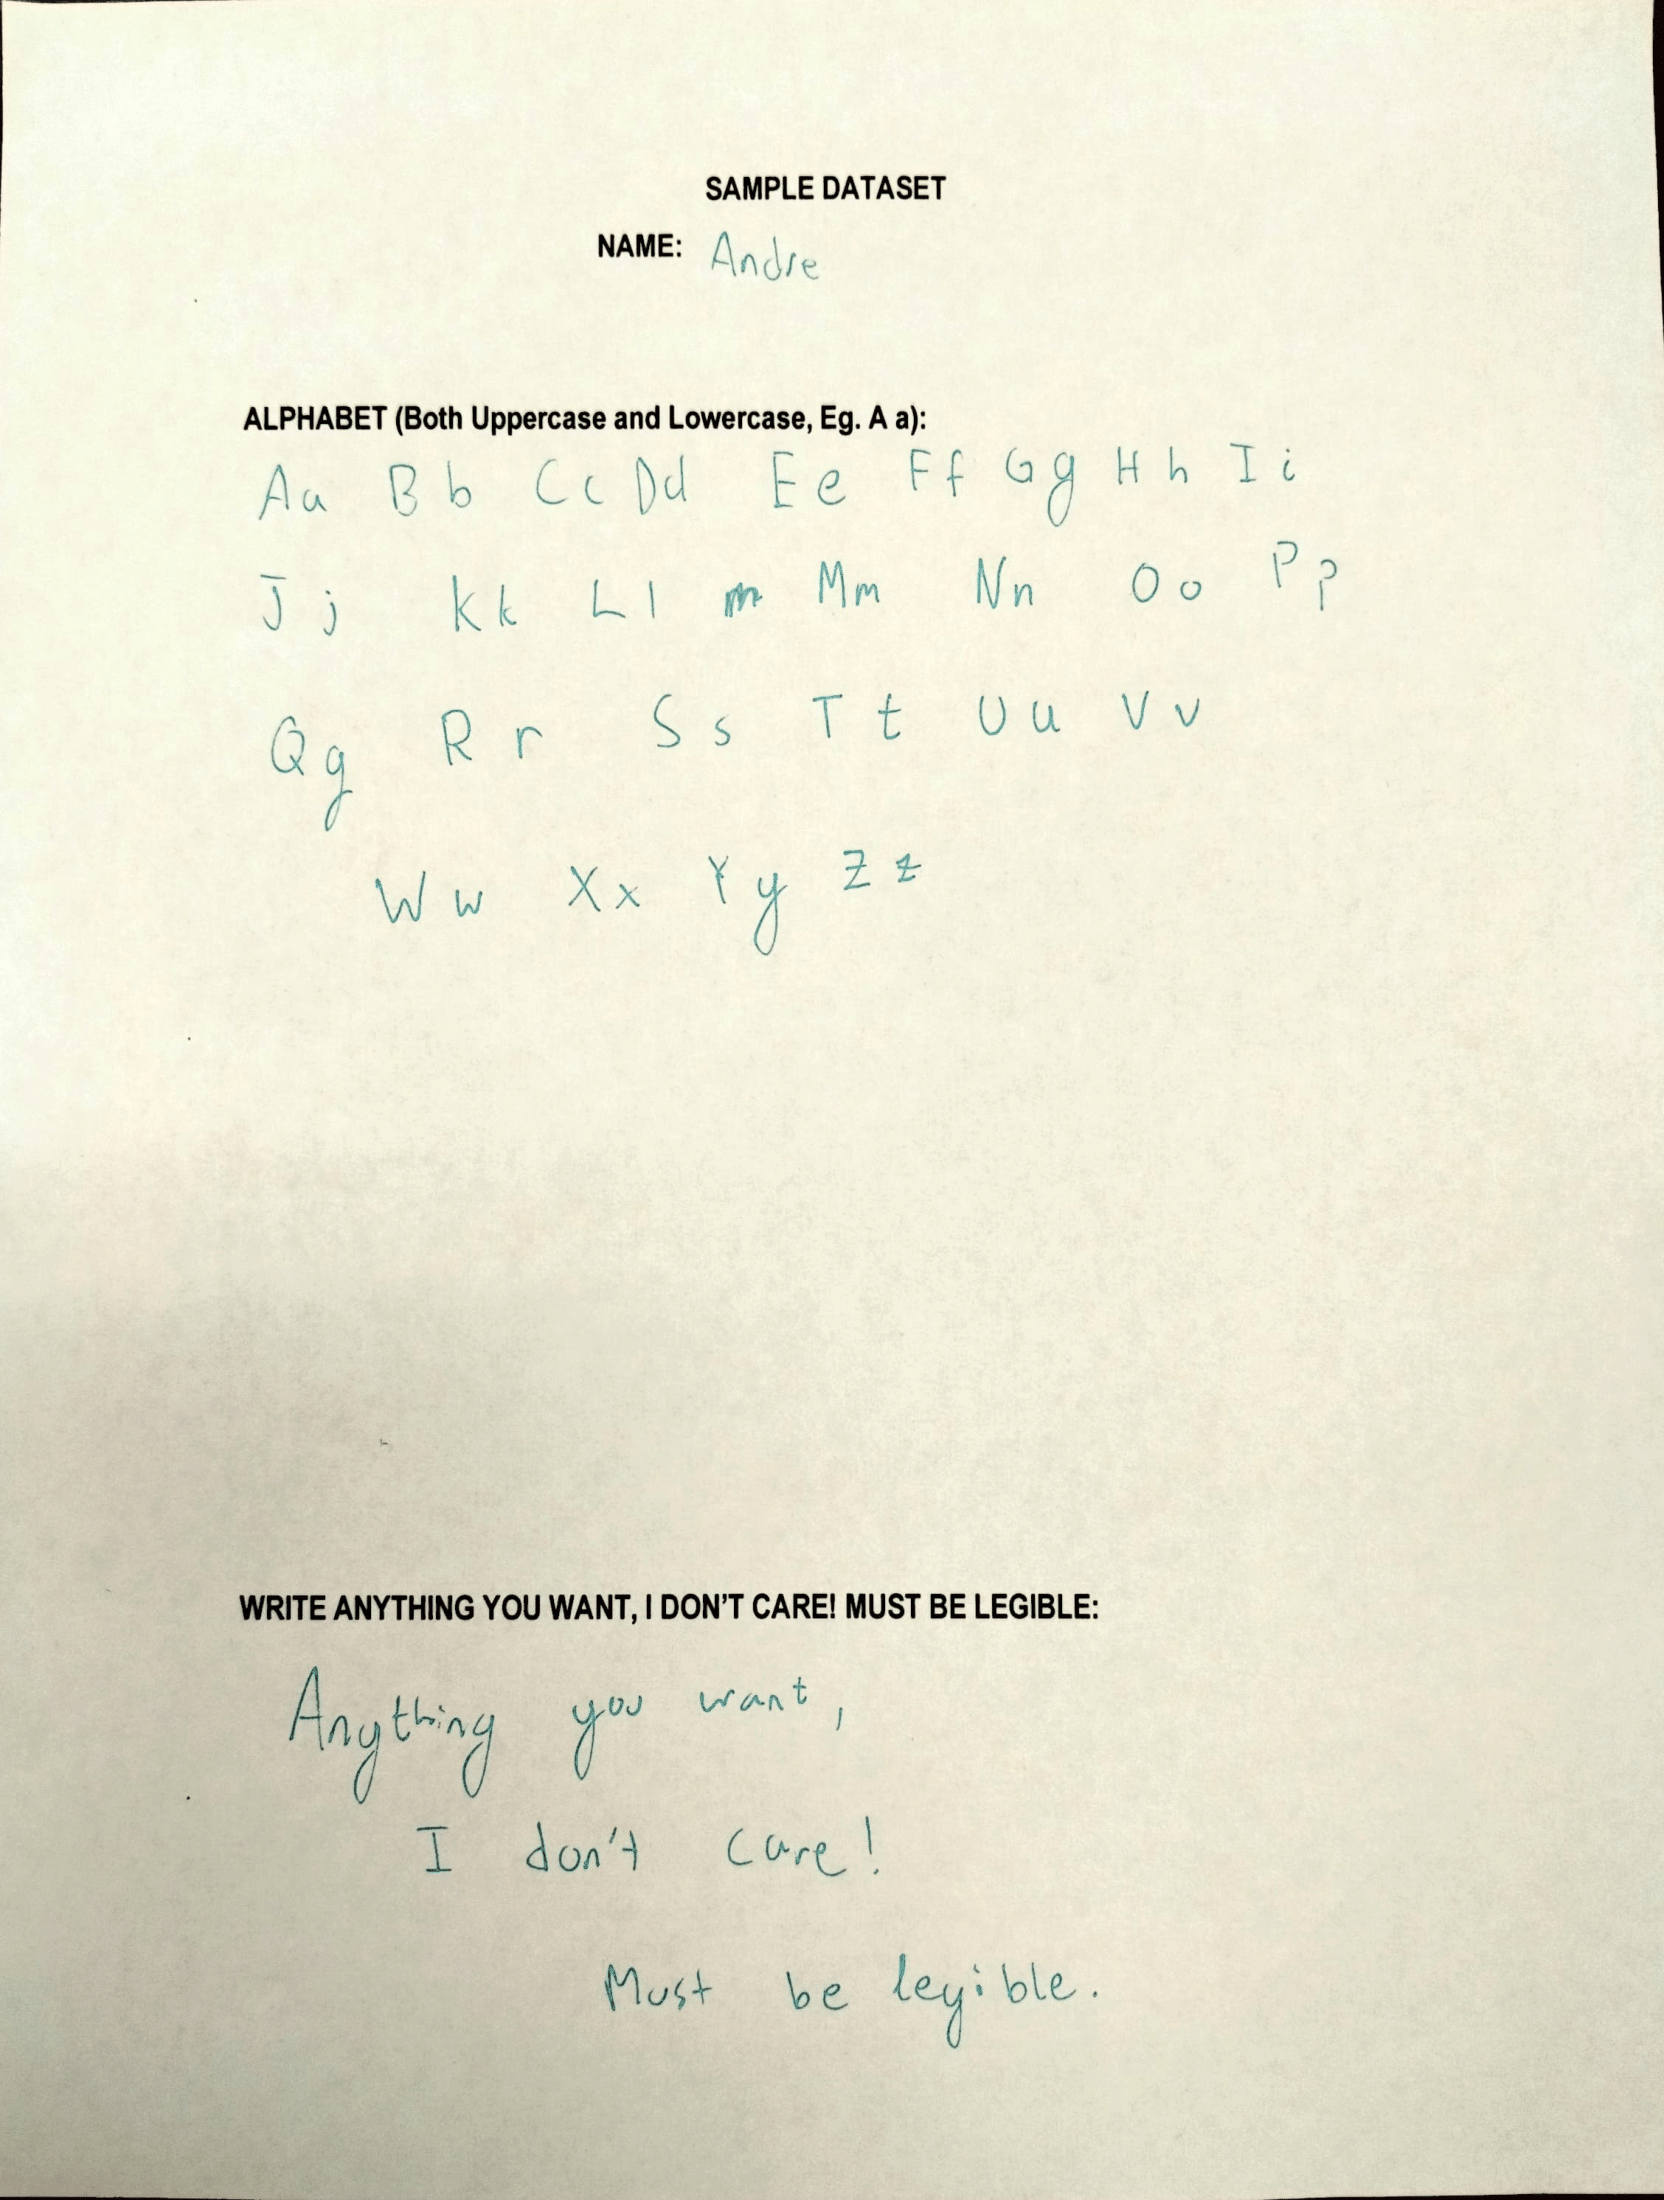 SAMPLE DATASET
NAME: Andre
ALPHABET (Both Uppercase and Lowercase, Eg. A a):
Aa Bb Cc Dd Ee Ff Gg Hh Ii
Jj Kk Ll Mm Nn Oo Pp
Qq Rr Ss Tt Uu Vv
Ww Xx Yy Zz
WRITE ANYTHING YOU WANT, I DON'T CARE! MUST BE LEGIBLE:
Anything you want,
I don't care!
Must be legible.